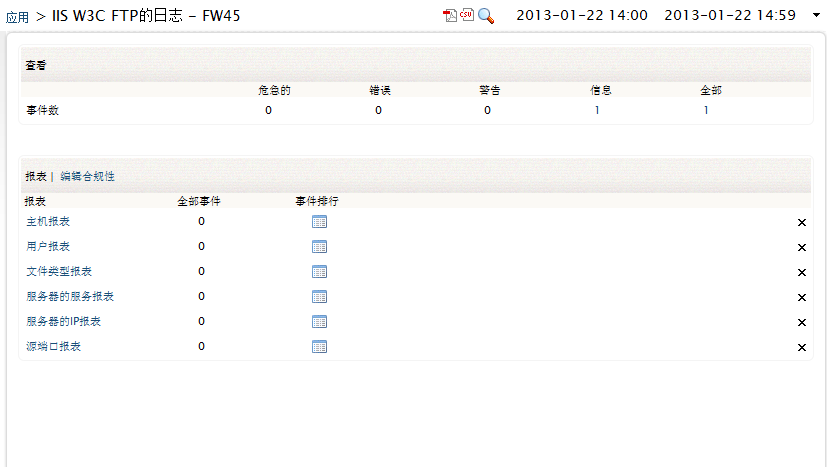 应用 > IIS W3C FTP的日志 - FW45 CSV 2013-01-22 14:00 2013-01-22 14:59
查看
危急的 错误 警告 信息 全部
事件数 0 0 0 1 1
报表 | 编辑合规性
报表 全部事件 事件排行
主机报表 0
用户报表 0
文件类型报表 0
服务器的服务报表 0
服务器的IP报表 0
源端口报表 0